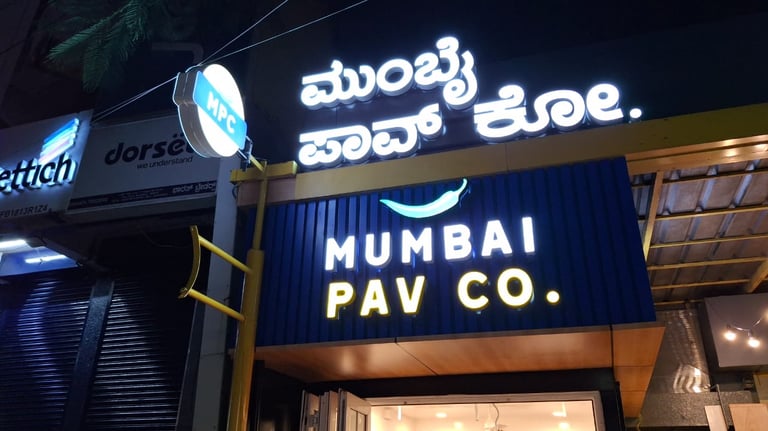 ಮುಂಬೈ
ಪಾವ್ ಕೋ.
MPC
MUMBAI
PAV CO.
ettich
dorset
we understand